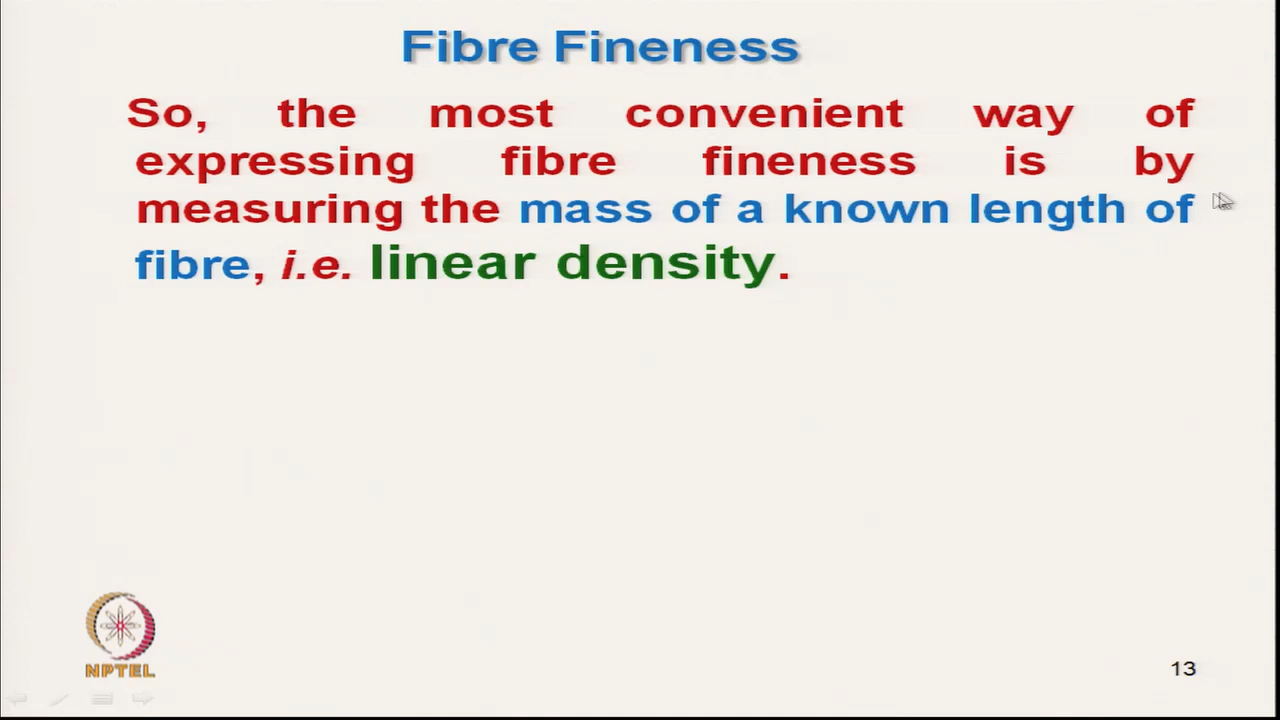 Fibre Fineness
So, the most convenient way of
expressing fibre fineness is by
measuring the mass of a known length of
fibre, i.e. linear density.
NPTEL
13